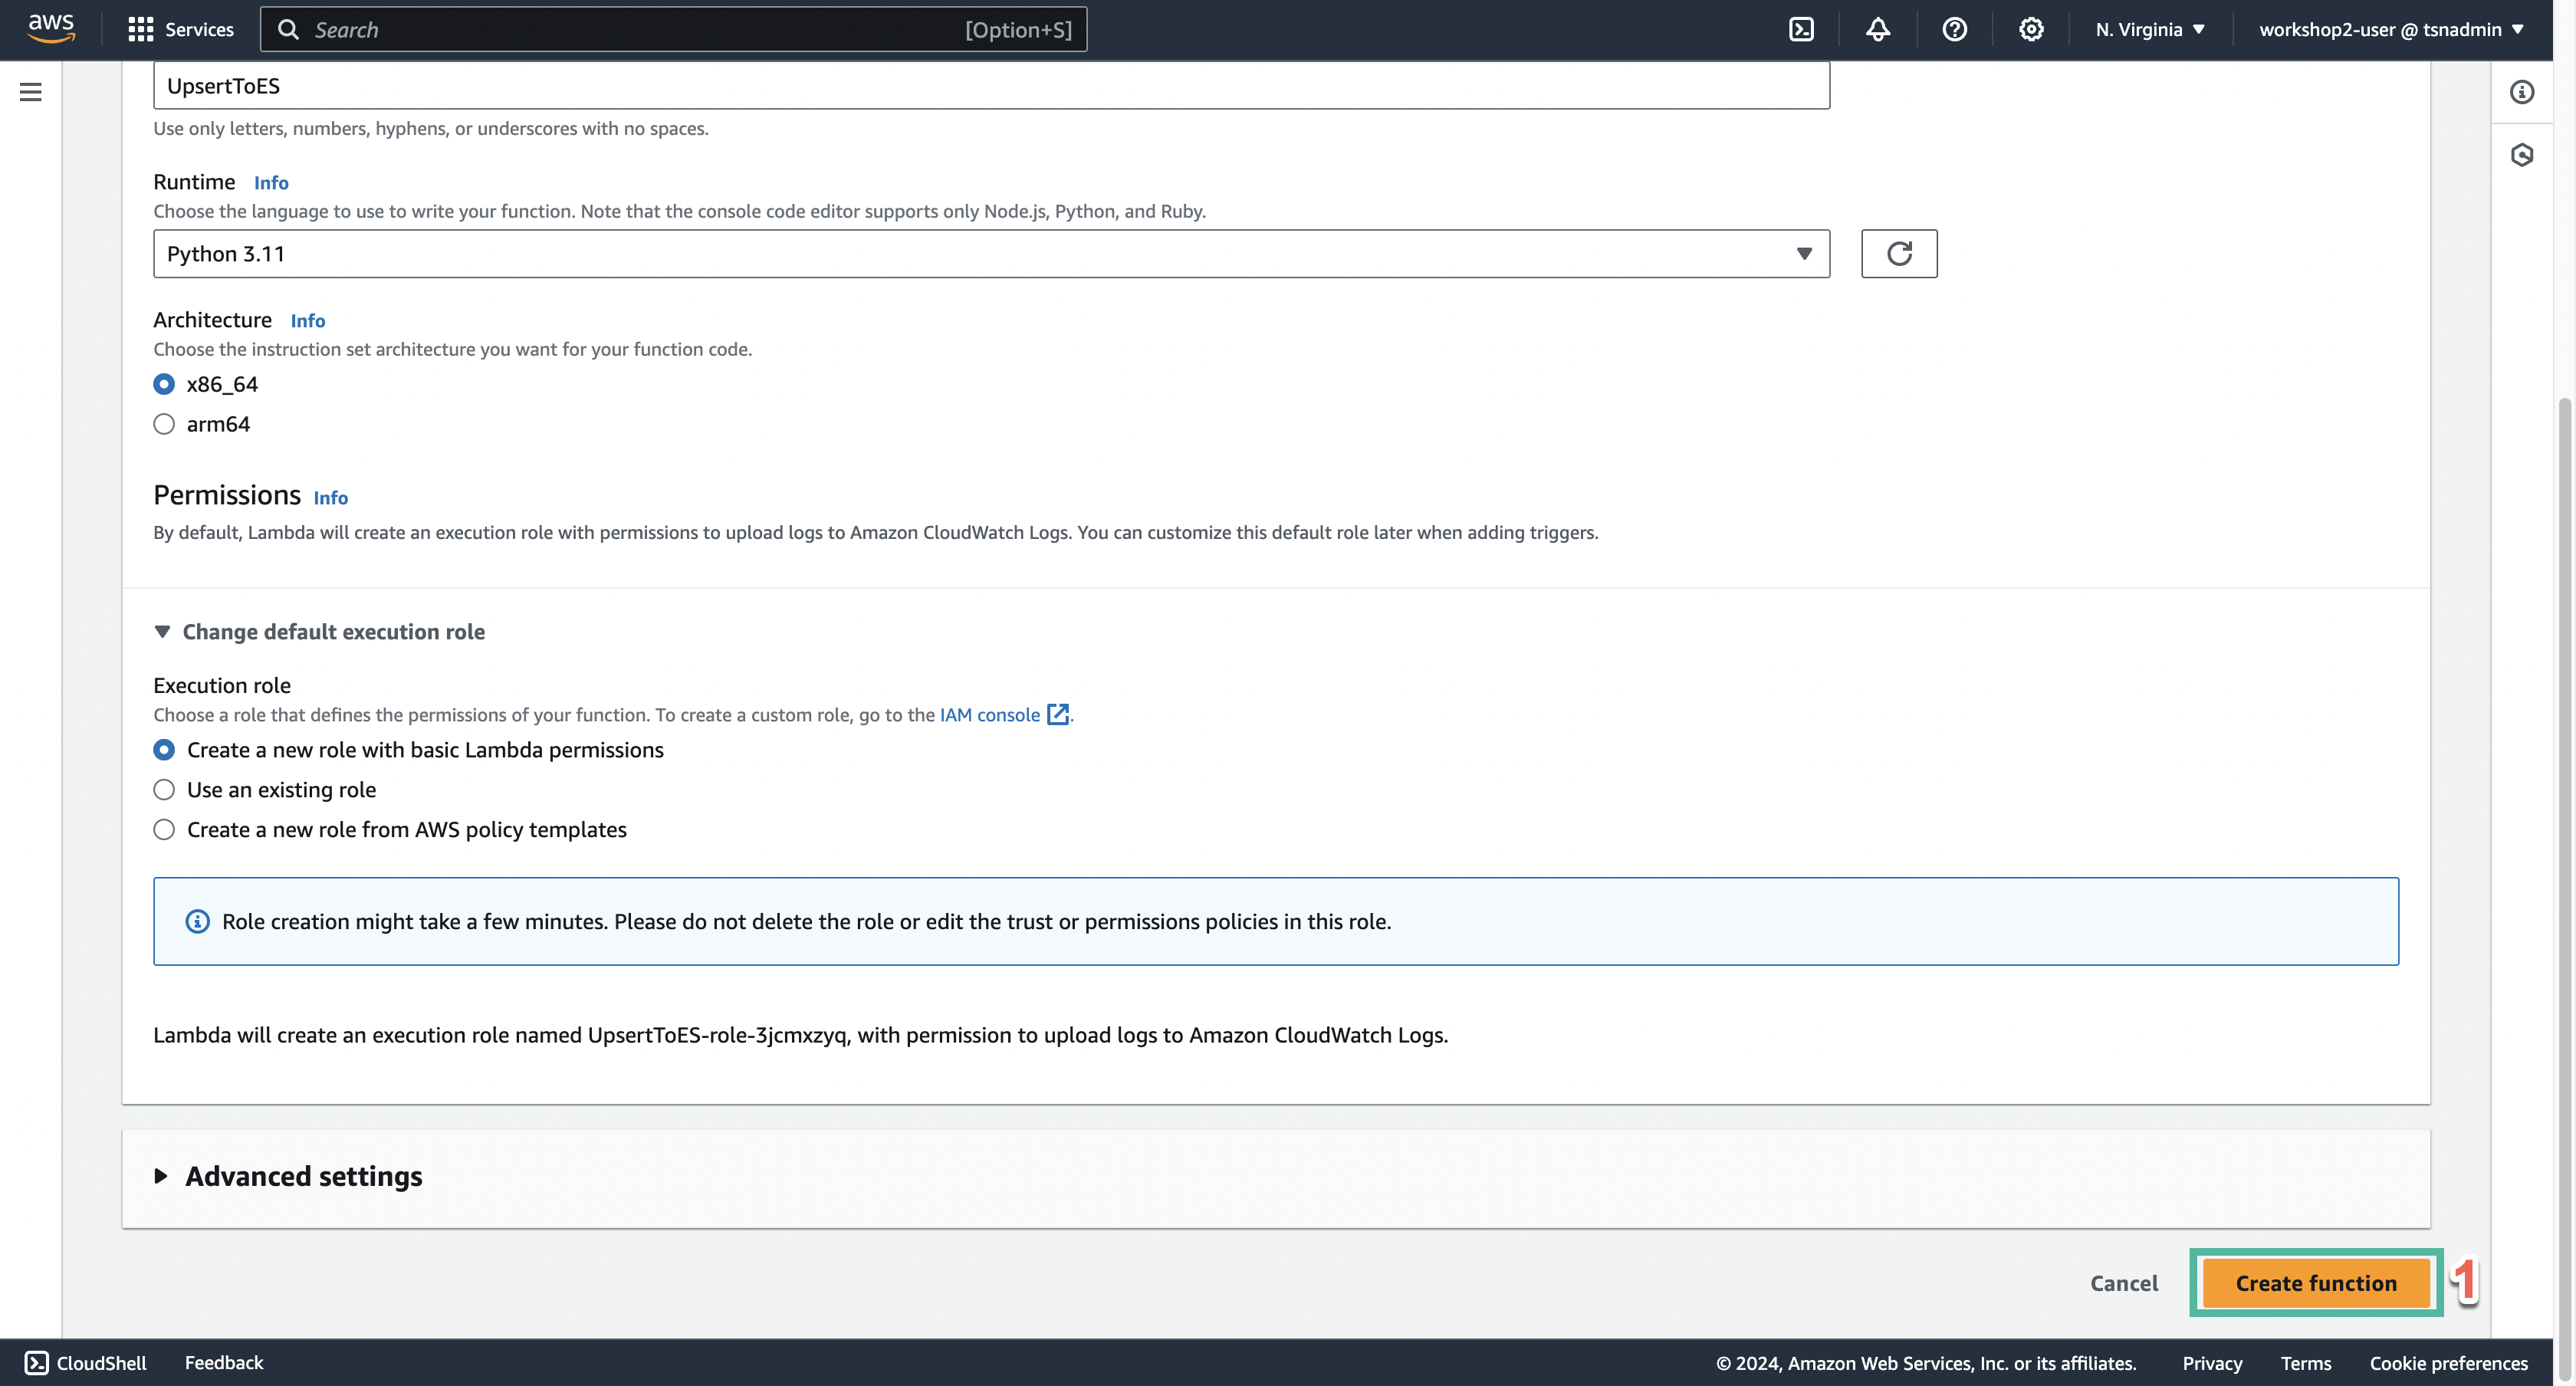 aws
Services
Search
[Option+S]
N. Virginia
workshop2-user @ tsnadmin
UpsertToES
Use only letters, numbers, hyphens, or underscores with no spaces.
Runtime Info
Choose the language to use to write your function. Note that the console code editor supports only Node.js, Python, and Ruby.
Python 3.11
Architecture Info
Choose the instruction set architecture you want for your function code.
x86_64
arm64
Permissions Info
By default, Lambda will create an execution role with permissions to upload logs to Amazon CloudWatch Logs. You can customize this default role later when adding triggers.
Change default execution role
Execution role
Choose a role that defines the permissions of your function. To create a custom role, go to the IAM console.
Create a new role with basic Lambda permissions
Use an existing role
Create a new role from AWS policy templates
Role creation might take a few minutes. Please do not delete the role or edit the trust or permissions policies in this role.
Lambda will create an execution role named UpsertToES-role-3jcmxzyq, with permission to upload logs to Amazon CloudWatch Logs.
Advanced settings
Cancel
Create function
1
CloudShell
Feedback
© 2024, Amazon Web Services, Inc. or its affiliates.
Privacy
Terms
Cookie preferences